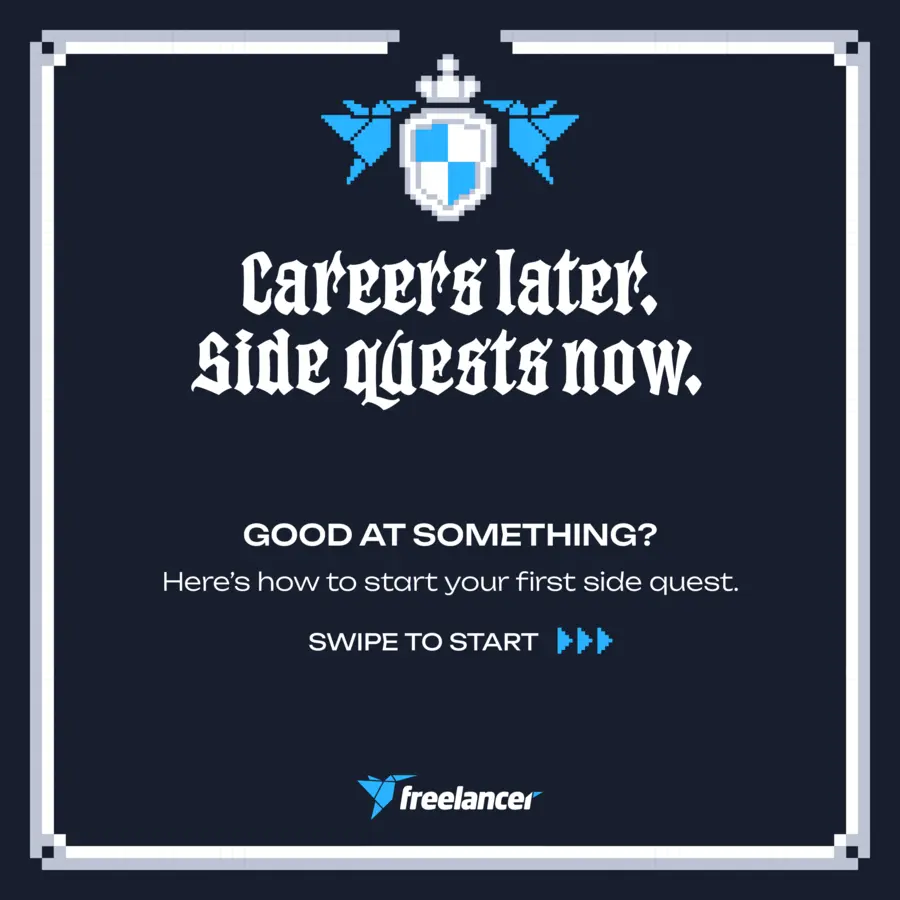 Careers later.
Side quests now.
GOOD AT SOMETHING?
Here’s how to start your first side quest.
SWIPE TO START
freelancer